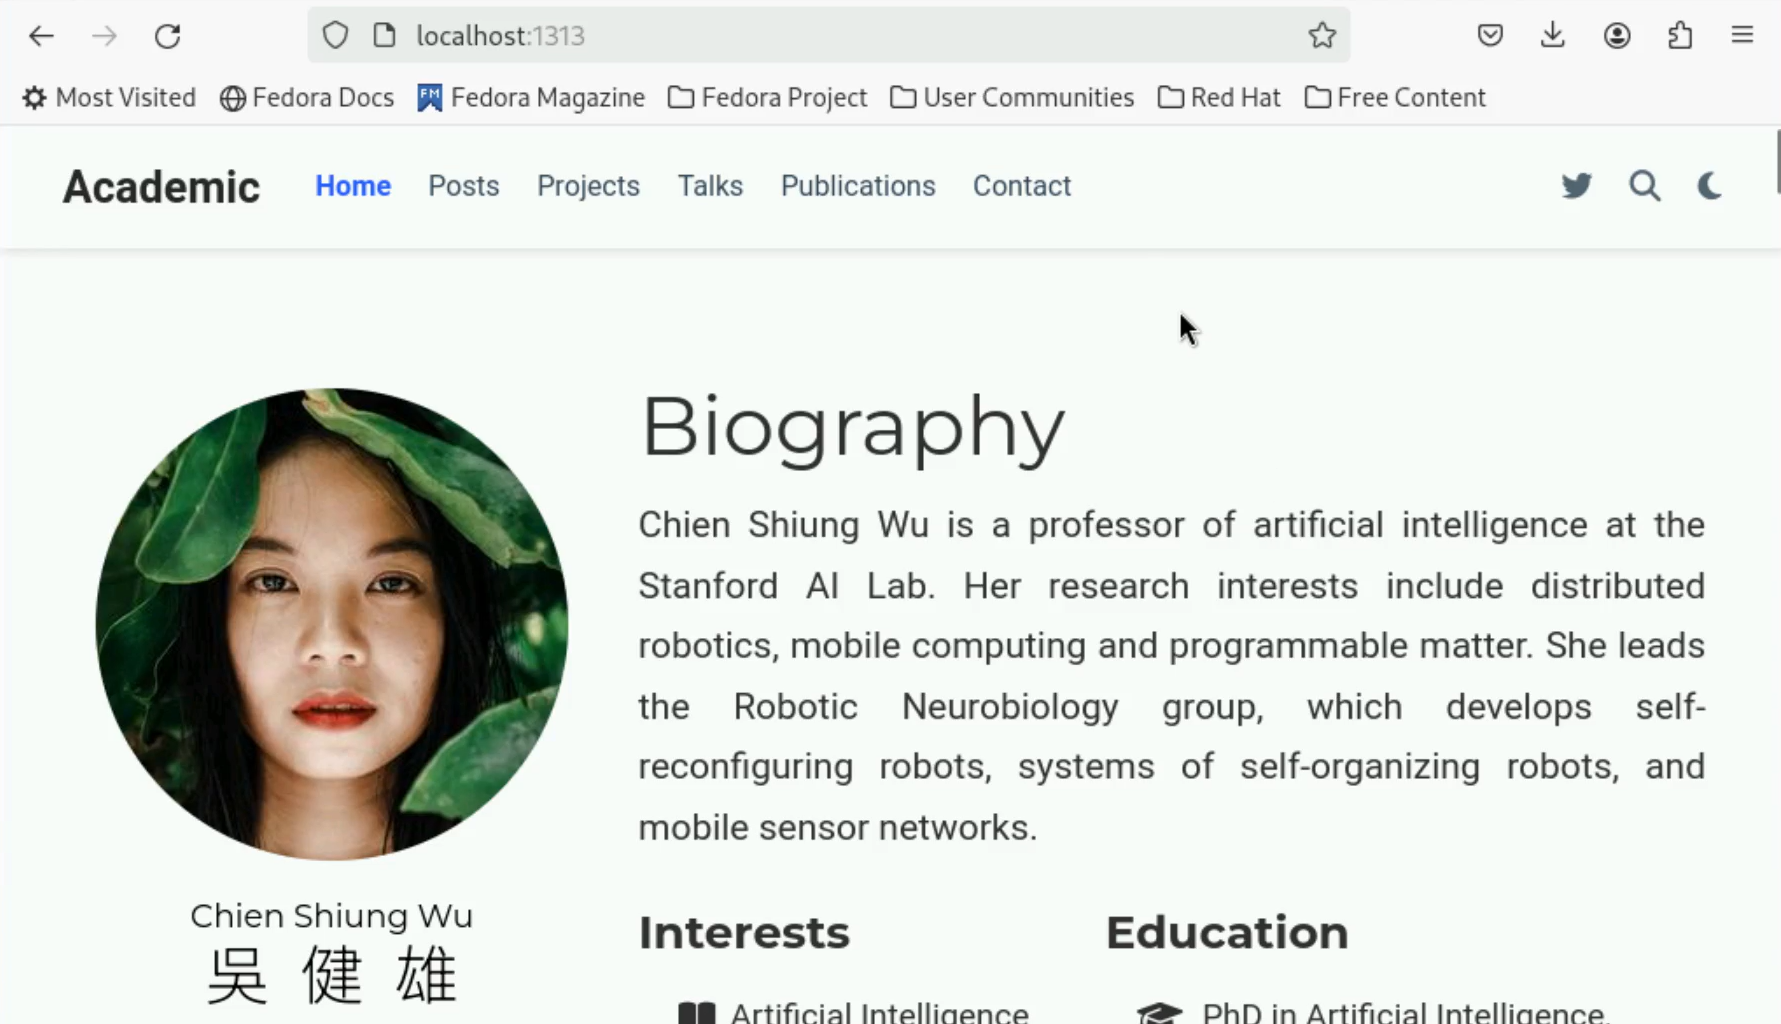 localhost:1313
Most Visited Fedora Docs FM Fedora Magazine Fedora Project User Communities Red Hat Free Content
Academic Home Posts Projects Talks Publications Contact
Biography
Chien Shiung Wu is a professor of artificial intelligence at the
Stanford AI Lab. Her research interests include distributed
robotics, mobile computing and programmable matter. She leads
the Robotic Neurobiology group, which develops self-
reconfiguring robots, systems of self-organizing robots, and
mobile sensor networks.
Chien Shiung Wu
吳健雄
Interests
Artificial Intelligence
Education
PhD in Artificial Intelligence,